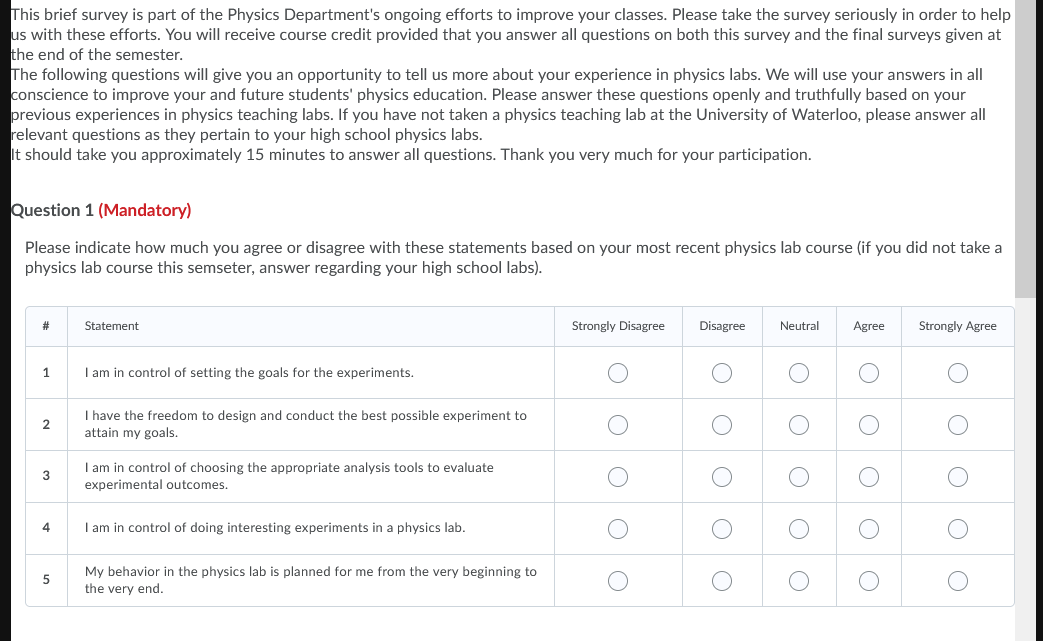 This brief survey is part of the Physics Department's ongoing efforts to improve your classes. Please take the survey seriously in order to help
us with these efforts. You will receive course credit provided that you answer all questions on both this survey and the final surveys given at
the end of the semester.
The following questions will give you an opportunity to tell us more about your experience in physics labs. We will use your answers in all
conscience to improve your and future students' physics education. Please answer these questions openly and truthfully based on your
previous experiences in physics teaching labs. If you have not taken a physics teaching lab at the University of Waterloo, please answer all
relevant questions as they pertain to your high school physics labs.
It should take you approximately 15 minutes to answer all questions. Thank you very much for your participation.
Question 1 (Mandatory)
Please indicate how much you agree or disagree with these statements based on your most recent physics lab course (if you did not take a
physics lab course this semseter, answer regarding your high school labs).
# Statement Strongly Disagree Disagree Neutral Agree Strongly Agree
1 I am in control of setting the goals for the experiments.
2 I have the freedom to design and conduct the best possible experiment to
attain my goals.
3 I am in control of choosing the appropriate analysis tools to evaluate
experimental outcomes.
4 I am in control of doing interesting experiments in a physics lab.
5 My behavior in the physics lab is planned for me from the very beginning to
the very end.